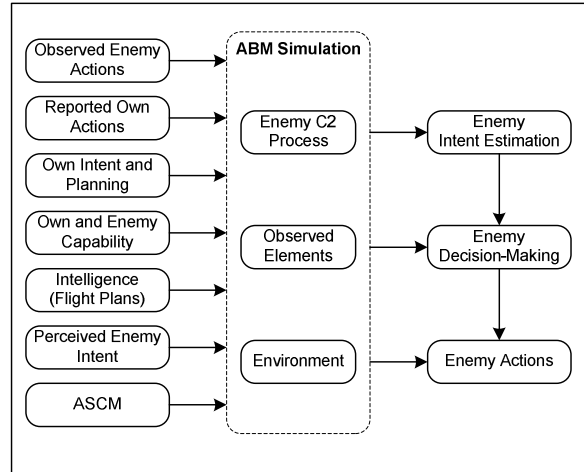 Observed Enemy
Actions
Reported Own
Actions
Own Intent and
Planning
Own and Enemy
Capability
Intelligence
(Flight Plans)
Perceived Enemy
Intent
ASCM
ABM Simulation
Enemy C2
Process
Observed
Elements
Environment
Enemy
Intent Estimation
Enemy
Decision-Making
Enemy Actions